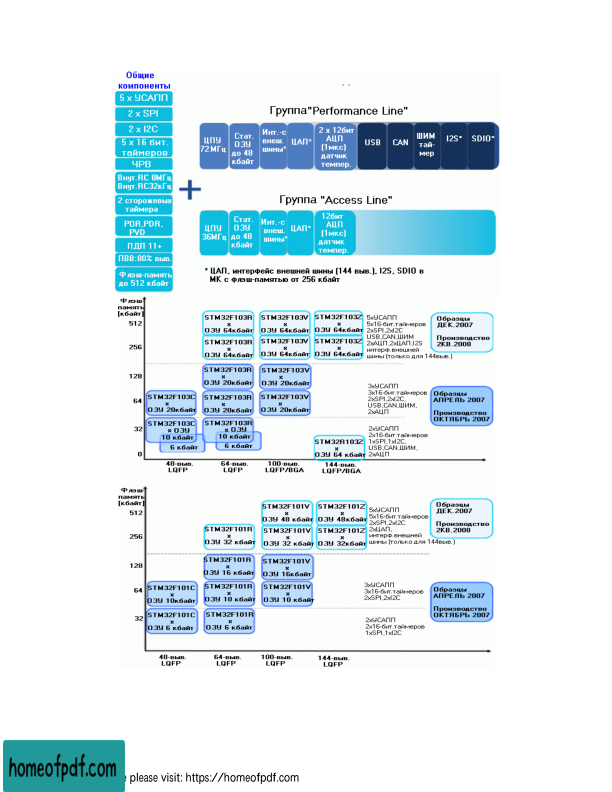 Общие
компоненты
5 x УСАПП
2 x SPI
2 x I2C
5 x 16 бит.
таймеров
ЧРВ
Внут.RC 8МГц
Внут.RC32кГц
2 сторожевых
таймера
POR,PDR,
PVD
ПДП 11+
ПВВ:80% выв.
Флэш-память
до 512 кбайт
Группа"Performance Line"
ЦПУ
72МГц
Стат.
ОЗУ
до 48
кбайт
Инт.-с
внеш.
шины*
ЦАП*
2 x 12бит
АЦП
(1мкс)
датчик
темпер.
USB
CAN
ШИМ
тай-
мер
I2S*
SDIO*
+
Группа "Access Line"
ЦПУ
36МГц
Стат.
ОЗУ
до 48
кбайт
Инт.-с
внеш.
шины*
ЦАП*
12бит
АЦП
(1мкс)
датчик
темпер.
* ЦАП, интерфейс внешней шины (144 выв.), I2S, SDIO в
МК с флэш-памятью от 256 кбайт
Флэш-
память
[кбайт]
512
256
128
64
32
0
STM32F103R
x
ОЗУ 64кбайт
STM32F103V
x
ОЗУ 64кбайт
STM32F103Z
x
ОЗУ 64кбайт
STM32F103R
x
ОЗУ 64кбайт
STM32F103V
x
ОЗУ 64кбайт
STM32F103Z
x
ОЗУ 64кбайт
5xУСАПП
5x16-бит.таймеров
2xSPI,2xI2C
USB,CAN,ШИМ
2xАЦП,2xЦАП,I2S
интерф.внешней
шины (только для 144выв.)
Образцы
ДЕК.2007
Производство
2КВ.2008
STM32F103R
x
ОЗУ 20кбайт
STM32F103V
x
ОЗУ 20кбайт
STM32F103C
x
ОЗУ 20кбайт
STM32F103R
x
ОЗУ 20кбайт
STM32F103V
x
ОЗУ 20кбайт
3xУСАПП
3x16-бит.таймеров
2xSPI,2xI2C,
USB,CAN,ШИМ,
2xАЦП
Образцы
АПРЕЛЬ 2007
Производство
ОКТЯБРЬ 2007
STM32F103C
x ОЗУ
10 кбайт
6 кбайт
STM32F103R
x ОЗУ
10 кбайт
6 кбайт
STM32R103Z
x
ОЗУ 64 кбайт
2xУСАПП
2x16-бит.таймеров
1xSPI,1xI2C,
USB,CAN,ШИМ,
2xАЦП
48-выв.
LQFP
64-выв.
LQFP
100-выв.
LQFP/BGA
144-выв.
LQFP/BGA
Флэш-
память
[кбайт]
512
256
128
64
32
STM32F101V
x
ОЗУ 48 кбайт
STM32F101Z
x
ОЗУ 48кбайт
STM32F101R
x
ОЗУ 32 кбайт
STM32F101V
x
ОЗУ 32 кбайт
STM32F101Z
x
ОЗУ 32кбайт
5xУСАПП
5x16-бит.таймеров
2xSPI,2xI2C
2xЦАП,
интерф.внешней
шины (только для 144выв.)
Образцы
ДЕК.2007
Производство
2КВ.2008
STM32F101R
x
ОЗУ 16 кбайт
STM32F101V
x
ОЗУ 16кбайт
STM32F101C
x
ОЗУ 10кбайт
STM32F101R
x
ОЗУ 10 кбайт
STM32F101V
x
ОЗУ 10 кбайт
3xУСАПП
3x16-бит.таймеров
2xSPI,2xI2C
Образцы
АПРЕЛЬ 2007
Производство
ОКТЯБРЬ 2007
STM32F101C
x
ОЗУ 6 кбайт
STM32F101R
x
ОЗУ 6 кбайт
2xУСАПП
2x16-бит.таймеров
1xSPI,1xI2C
48-выв.
LQFP
64-выв.
LQFP
100-выв.
LQFP
144-выв.
LQFP
homeofpdf.com
e please visit: https://homeofpdf.com